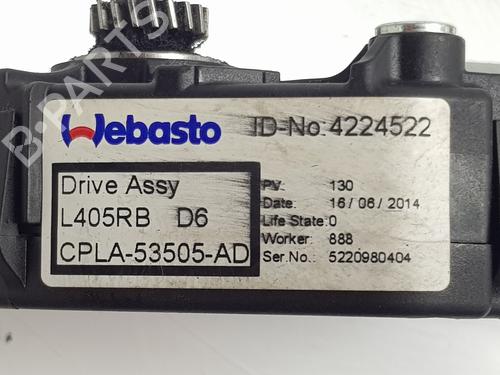 B-PARTS
Webasto ID-No. 4224522
Drive Assy
L405RB D6
CPLA-53505-AD
PV: 130
Date: 16/06/2014
Life State: 0
Worker: 888
Ser.No.: 5220980404